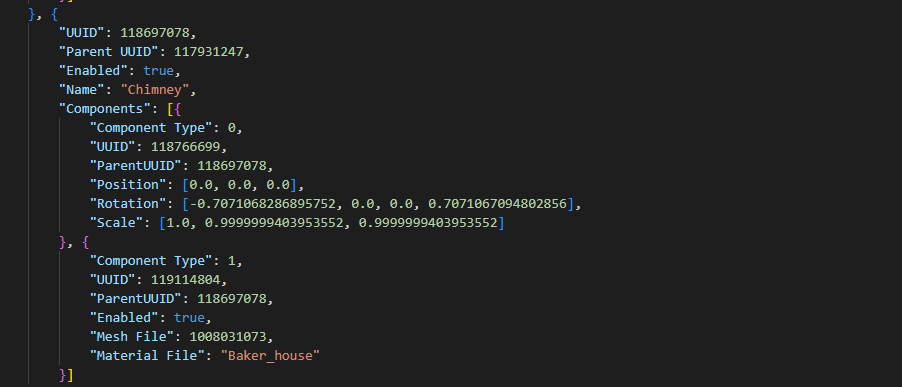 }, {
"UUID": 118697078,
"Parent UUID": 117931247,
"Enabled": true,
"Name": "Chimney",
"Components": [{
"Component Type": 0,
"UUID": 118766699,
"ParentUUID": 118697078,
"Position": [0.0, 0.0, 0.0],
"Rotation": [-0.7071068286895752, 0.0, 0.0, 0.7071067094802856],
"Scale": [1.0, 0.9999999403953552, 0.9999999403953552]
}, {
"Component Type": 1,
"UUID": 119114804,
"ParentUUID": 118697078,
"Enabled": true,
"Mesh File": 1008031073,
"Material File": "Baker_house"
}]